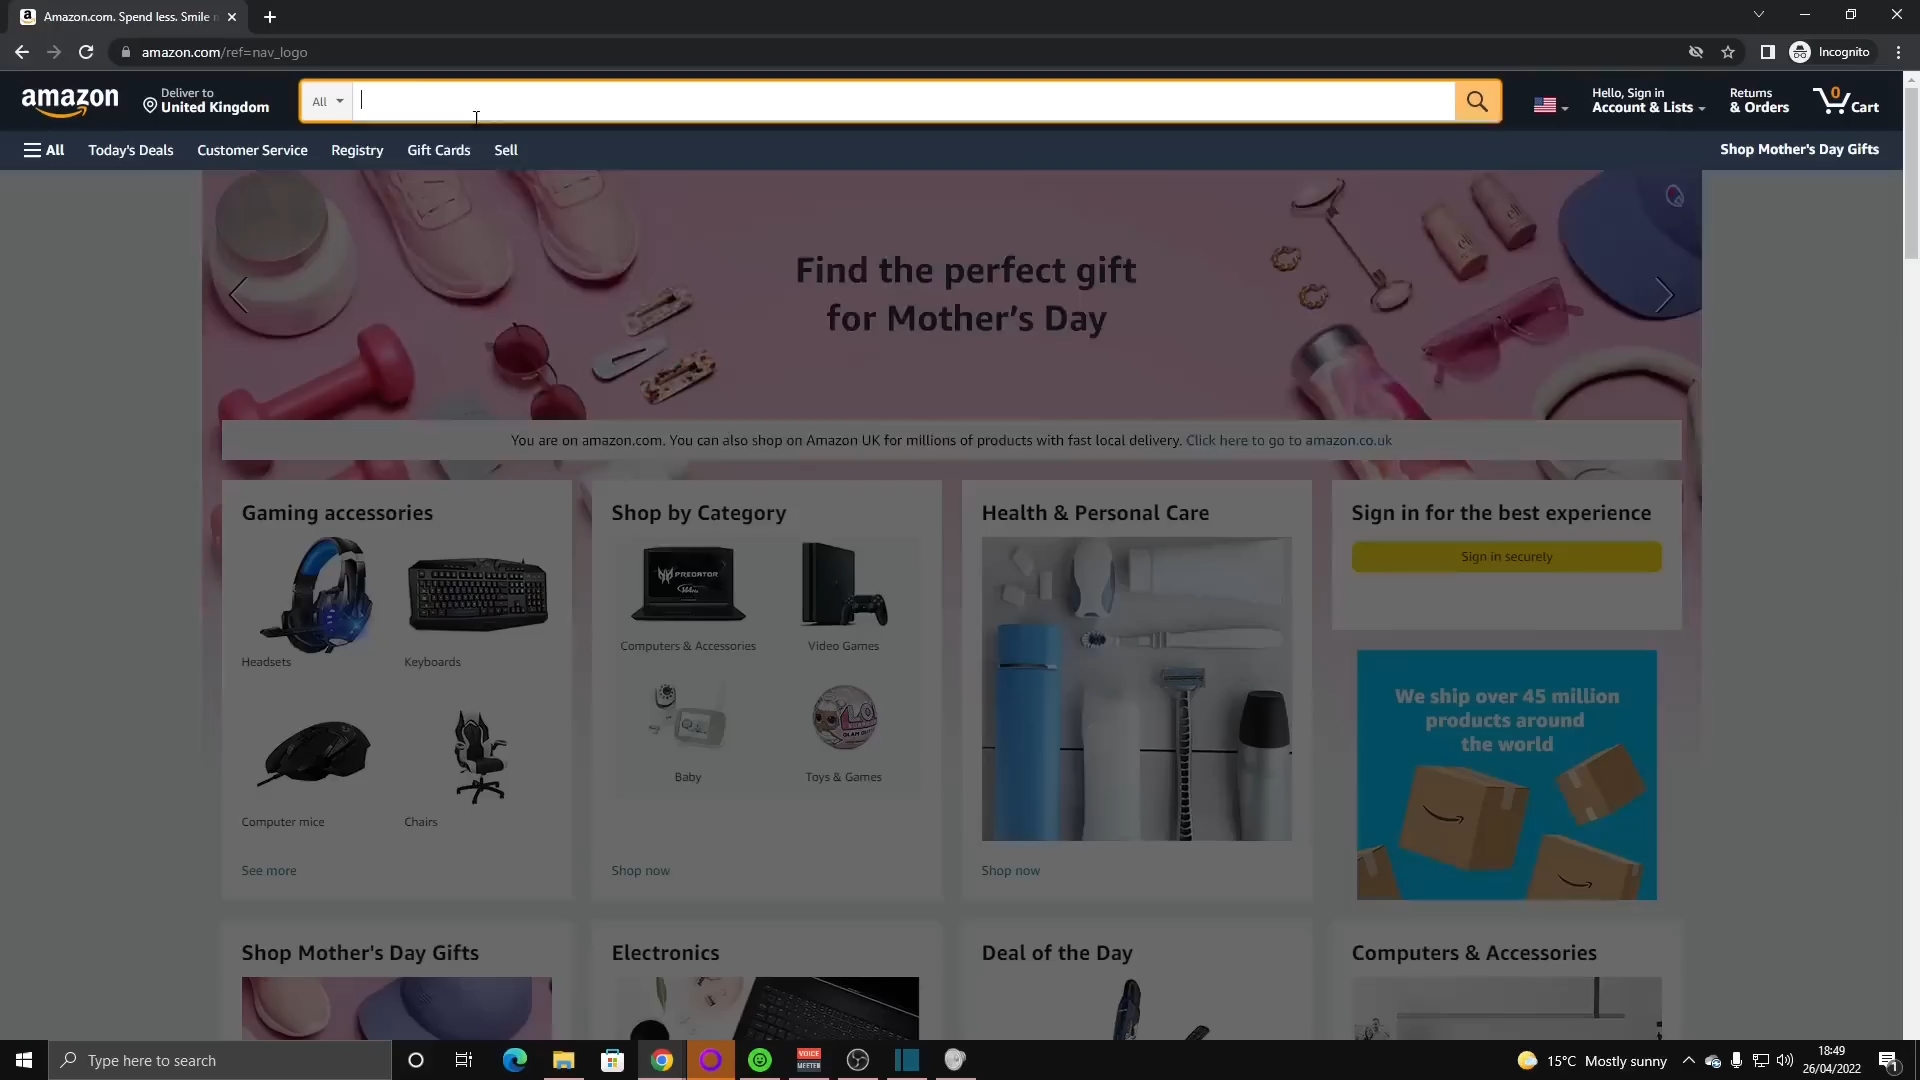 Amazon.com. Spend less. Smile
amazon.com/ref=nav_logo
Incognito
amazon
Deliver to
United Kingdom
All
Hello, Sign in
Account & Lists
Returns
& Orders
0
Cart
All
Today's Deals
Customer Service
Registry
Gift Cards
Sell
Shop Mother's Day Gifts
Find the perfect gift
for Mother's Day
You are on amazon.com. You can also shop on Amazon UK for millions of products with fast local delivery. Click here to go to amazon.co.uk
Gaming accessories
Headsets
Keyboards
Computer mice
Chairs
See more
Shop by Category
PREDATOR
Computers & Accessories
Video Games
Baby
Toys & Games
Shop now
Health & Personal Care
Shop now
Sign in for the best experience
Sign in securely
We ship over 45 million
products around
the world
Shop Mother's Day Gifts
Electronics
Deal of the Day
Computers & Accessories
Type here to search
VOICE
MEETER
15°C Mostly sunny
18:49
26/04/2022
1